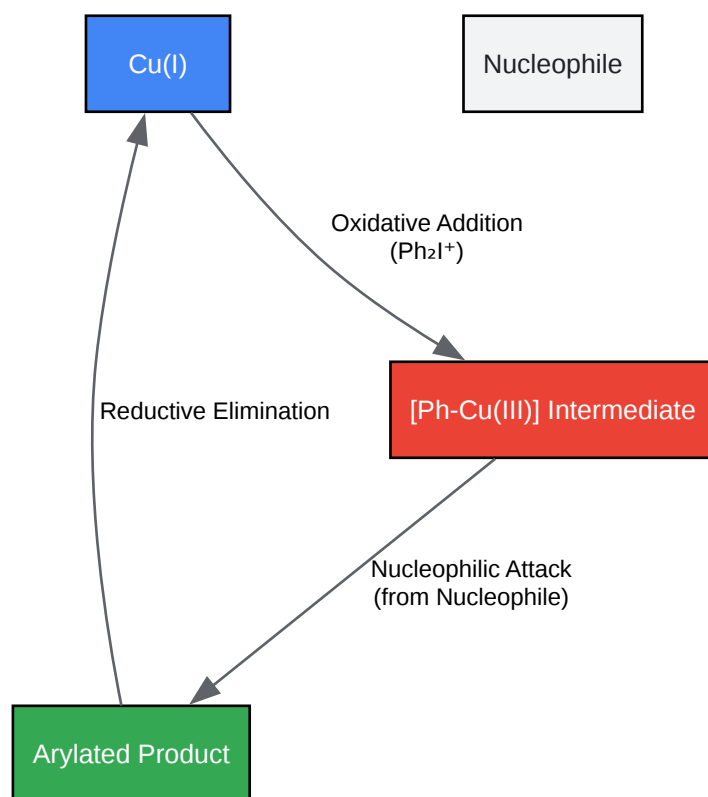 Cu(I)
Nucleophile
Oxidative Addition
(Ph₂I⁺)
[Ph-Cu(III)] Intermediate
Reductive Elimination
Nucleophilic Attack
(from Nucleophile)
Arylated Product